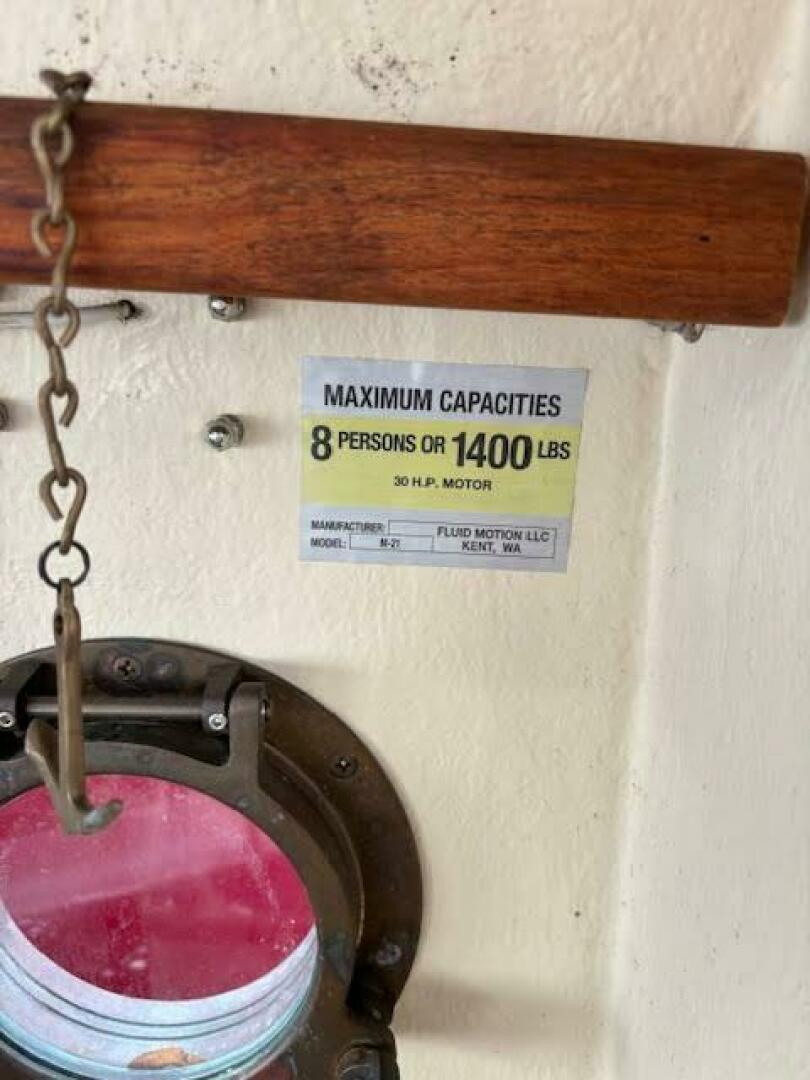 MAXIMUM CAPACITIES
8 PERSONS OR 1400 LBS
30 H.P. MOTOR
MANUFACTURER: FLUID MOTION LLC
MODEL: M-21 KENT, WA